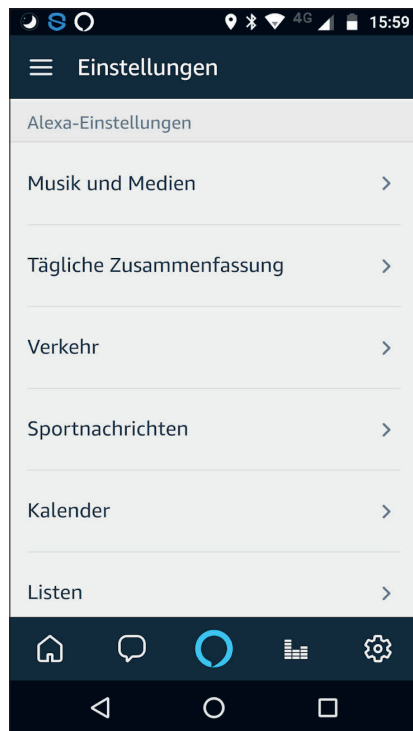 4G 15:59
Einstellungen
Alexa-Einstellungen
Musik und Medien
Tägliche Zusammenfassung
Verkehr
Sportnachrichten
Kalender
Listen